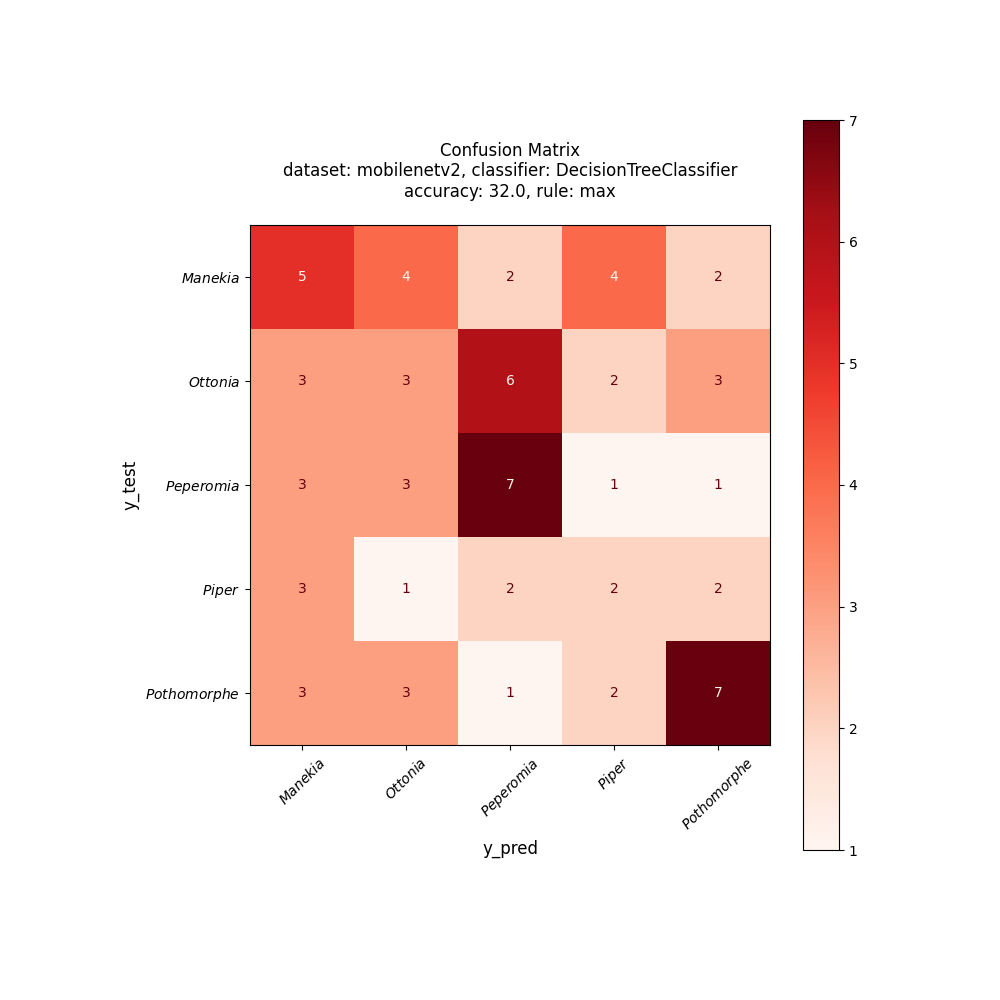 Confusion Matrix
dataset: mobilenetv2, classifier: DecisionTreeClassifier
accuracy: 32.0, rule: max
y_test
Manekia 5 4 2 4 2
Ottonia 3 3 6 2 3
Peperomia 3 3 7 1 1
Piper 3 1 2 2 2
Pothomorphe 3 3 1 2 7
Manekia Ottonia Peperomia Piper Pothomorphe
y_pred
7
6
5
4
3
2
1